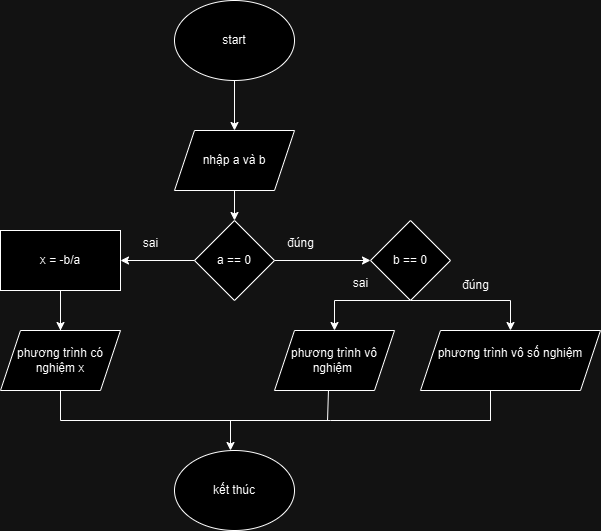 start
nhập a và b
sai
đúng
x = -b/a
a == 0
b == 0
sai
đúng
phương trình có
nghiệm x
phương trình vô
nghiệm
phương trình vô số nghiệm
kết thúc